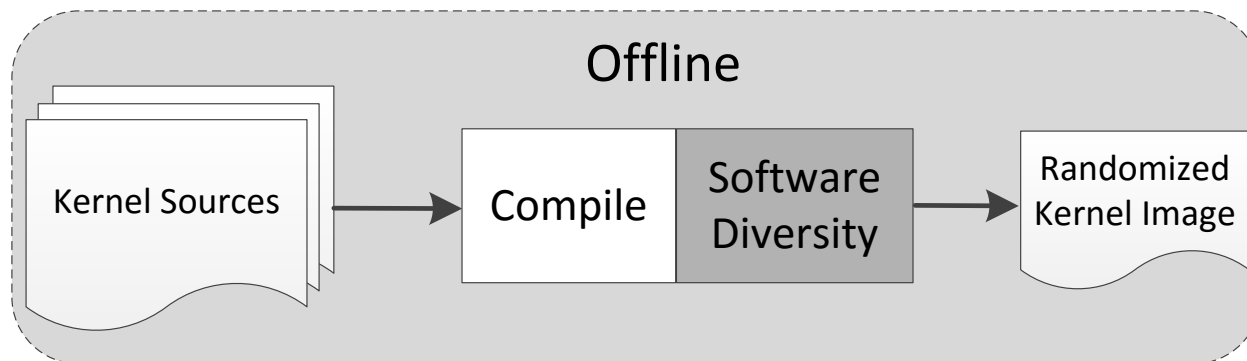 Offline
Kernel Sources
Compile
Software
Diversity
Randomized
Kernel Image